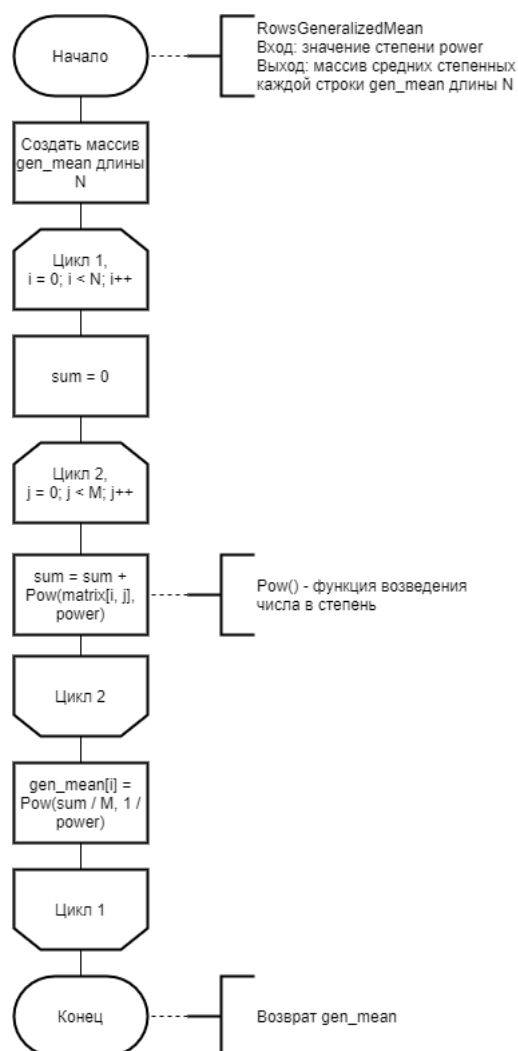 Начало
RowsGeneralizedMean
Вход: значение степени power
Выход: массив средних степенных
каждой строки gen_mean длины N
Создать массив
gen_mean длины
N
Цикл 1,
i = 0; i < N; i++
sum = 0
Цикл 2,
j = 0; j < M; j++
sum = sum +
Pow(matrix[i, j],
power)
Pow() - функция возведения
числа в степень
Цикл 2
gen_mean[i] =
Pow(sum / M, 1 /
power)
Цикл 1
Конец
Возврат gen_mean